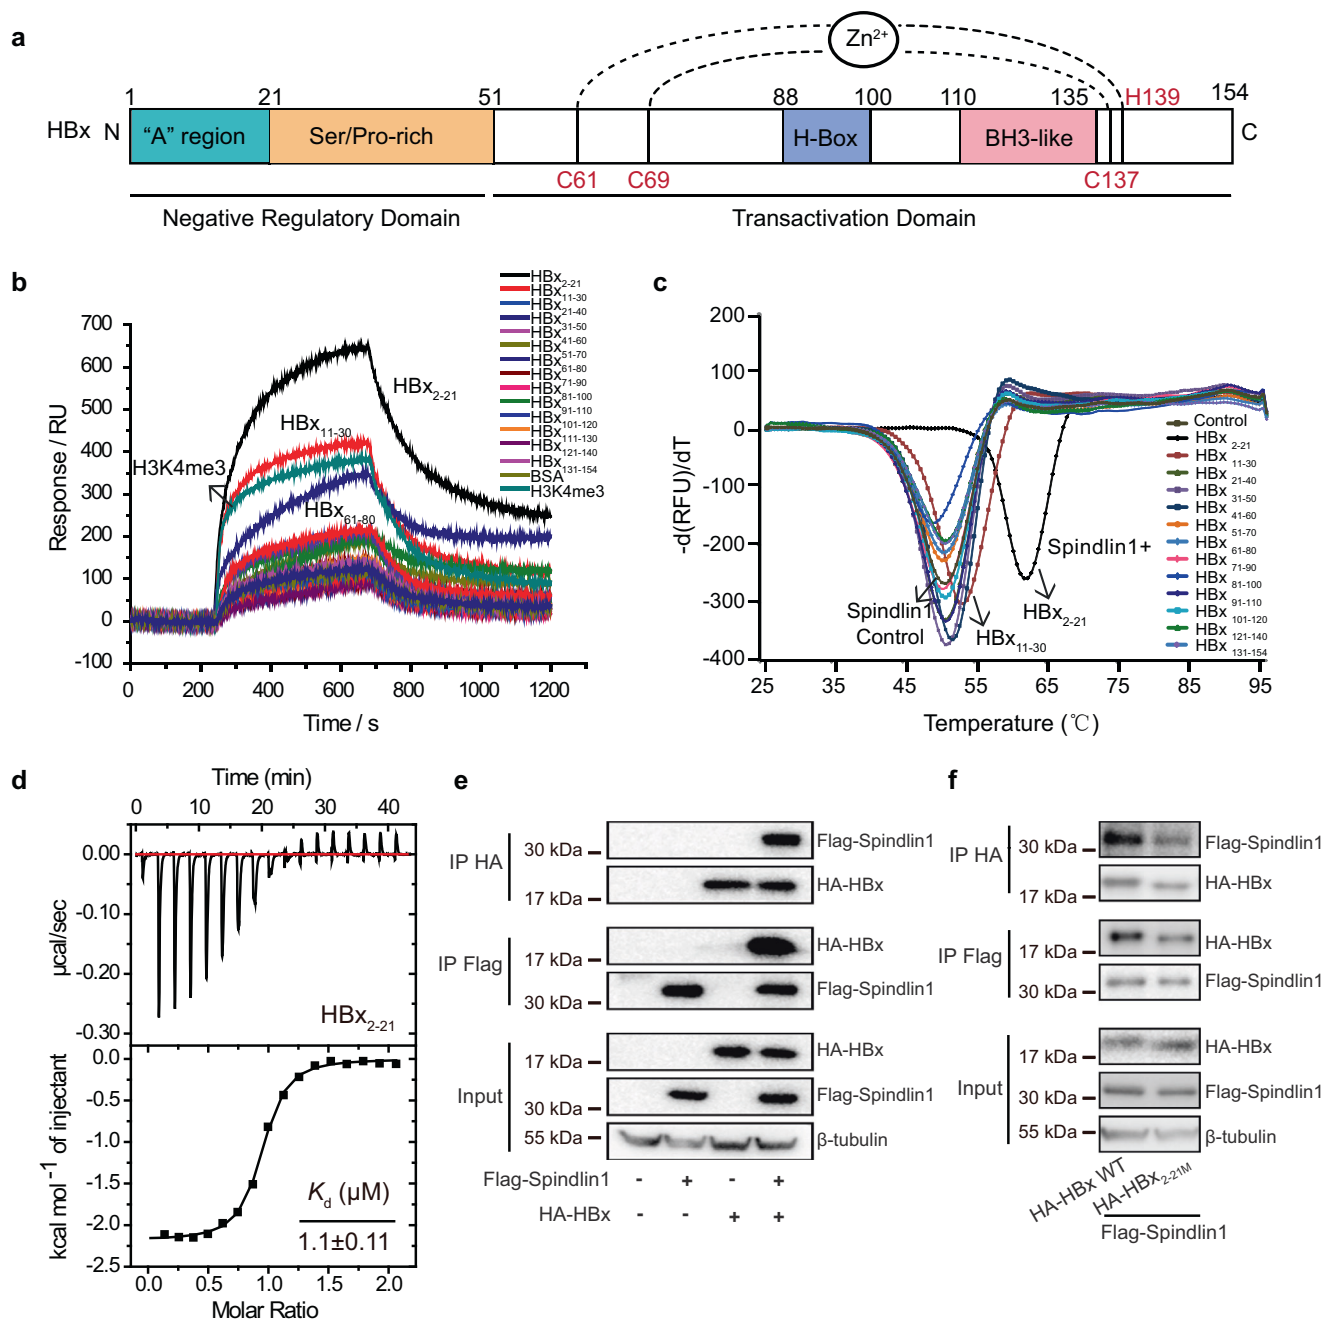 a
Zn2+
1 21 51 88 100 110 135 H139 154
HBx N "A" region Ser/Pro-rich H-Box BH3-like C
C61 C69 C137
Negative Regulatory Domain Transactivation Domain
b
HBx2-21
HBx11-30
HBx21-40
HBx31-50
HBx41-60
HBx51-70
HBx61-80
HBx71-90
HBx81-100
HBx91-110
HBx101-120
HBx111-130
HBx121-140
HBx131-154
BSA
H3K4me3
700
600
500
400
300
200
100
0
-100
Response / RU
HBx2-21
HBx11-30
H3K4me3
HBx61-80
0 200 400 600 800 1000 1200
Time / s
c
200
100
0
-100
-200
-300
-400
-d(RFU)/dT
Control
HBx 2-21
HBx 11-30
HBx 21-40
HBx 31-50
HBx 41-60
HBx 51-70
HBx 61-80
HBx 71-90
HBx 81-100
HBx 91-110
HBx 101-120
HBx 121-140
HBx 131-154
Spindlin1+
Spindlin1
Control
HBx2-21
HBx11-30
25 35 45 55 65 75 85 95
Temperature (℃)
d
Time (min)
0 10 20 30 40
0.00
-0.10
-0.20
-0.30
µcal/sec
HBx2-21
0.0
-0.5
-1.0
-1.5
-2.0
-2.5
kcal mol-1 of injectant
Kd (µM)
1.1±0.11
0.0 0.5 1.0 1.5 2.0
Molar Ratio
e
IP HA
30 kDa Flag-Spindlin1
17 kDa HA-HBx
IP Flag
17 kDa HA-HBx
30 kDa Flag-Spindlin1
Input
17 kDa HA-HBx
30 kDa Flag-Spindlin1
55 kDa β-tubulin
Flag-Spindlin1 - + - +
HA-HBx - - + +
f
IP HA
30 kDa Flag-Spindlin1
17 kDa HA-HBx
IP Flag
17 kDa HA-HBx
30 kDa Flag-Spindlin1
Input
17 kDa HA-HBx
30 kDa Flag-Spindlin1
55 kDa β-tubulin
HA-HBx WT
HA-HBx2-21M
Flag-Spindlin1